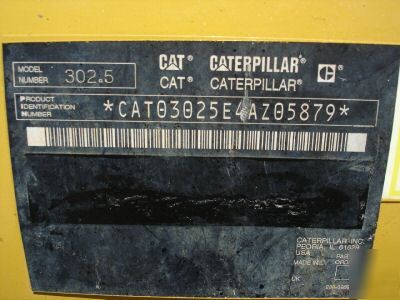 MODEL NUMBER 302.5
CAT CATERPILLAR C
CAT® CATERPILLAR®
PRODUCT IDENTIFICATION NUMBER *CAT03025E4AZ05879*
CATERPILLAR INC.
PEORIA, IL 61629
USA
MADE IN
UK